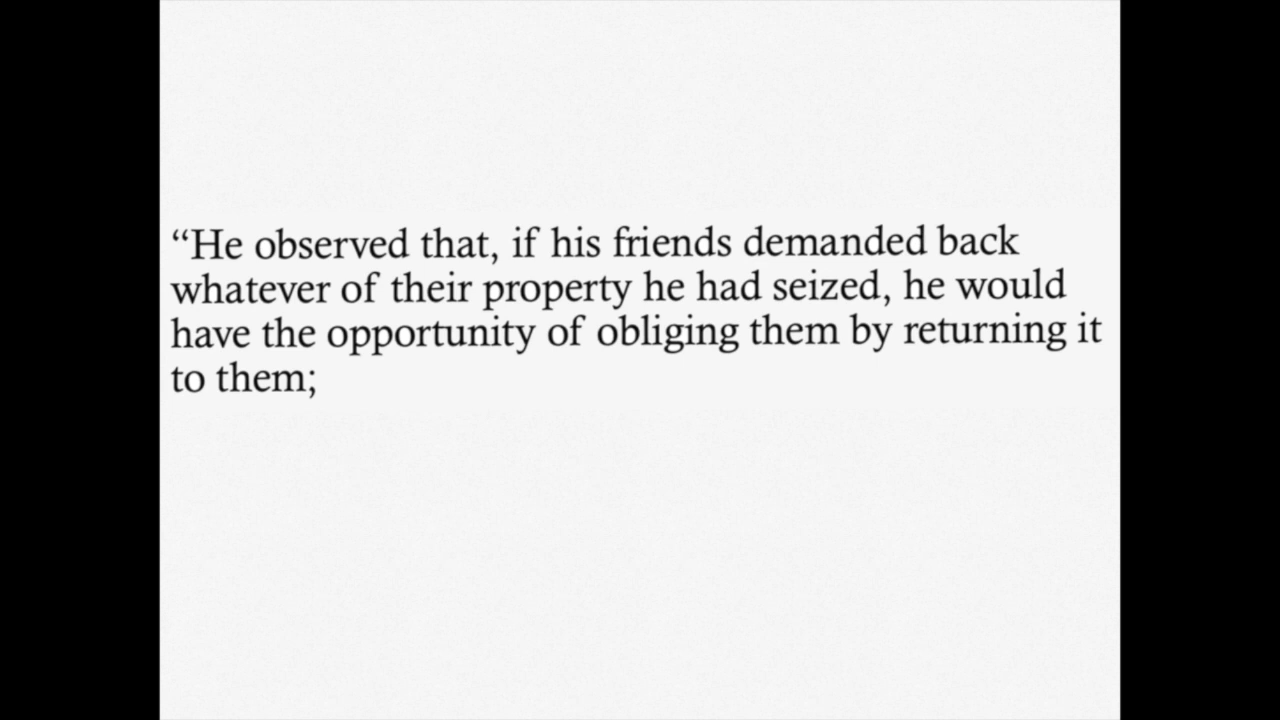 “He observed that, if his friends demanded back
whatever of their property he had seized, he would
have the opportunity of obliging them by returning it
to them;